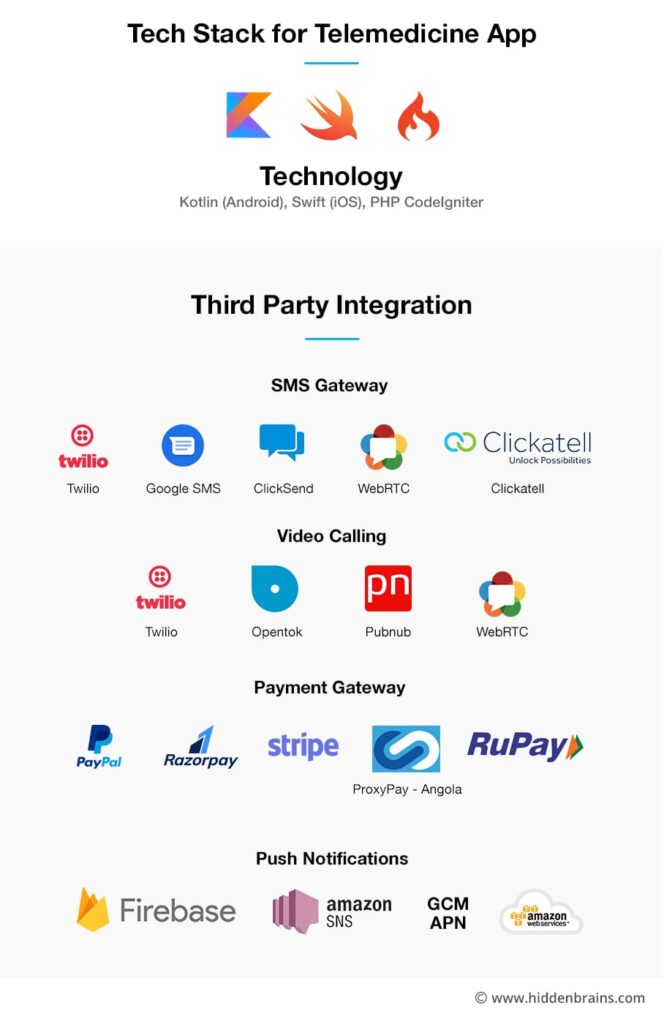 Tech Stack for Telemedicine App
Technology
Kotlin (Android), Swift (iOS), PHP CodeIgniter
Third Party Integration
SMS Gateway
twilio
Clickatell
Unlock Possibilities
Twilio
Google SMS
ClickSend
WebRTC
Clickatell
Video Calling
twilio
pn
Twilio
Opentok
Pubnub
WebRTC
Payment Gateway
PayPal
Razorpay
stripe
RuPay
ProxyPay - Angola
Push Notifications
Firebase
amazon
SNS
GCM
APN
amazon
web services™
© www.hiddenbrains.com